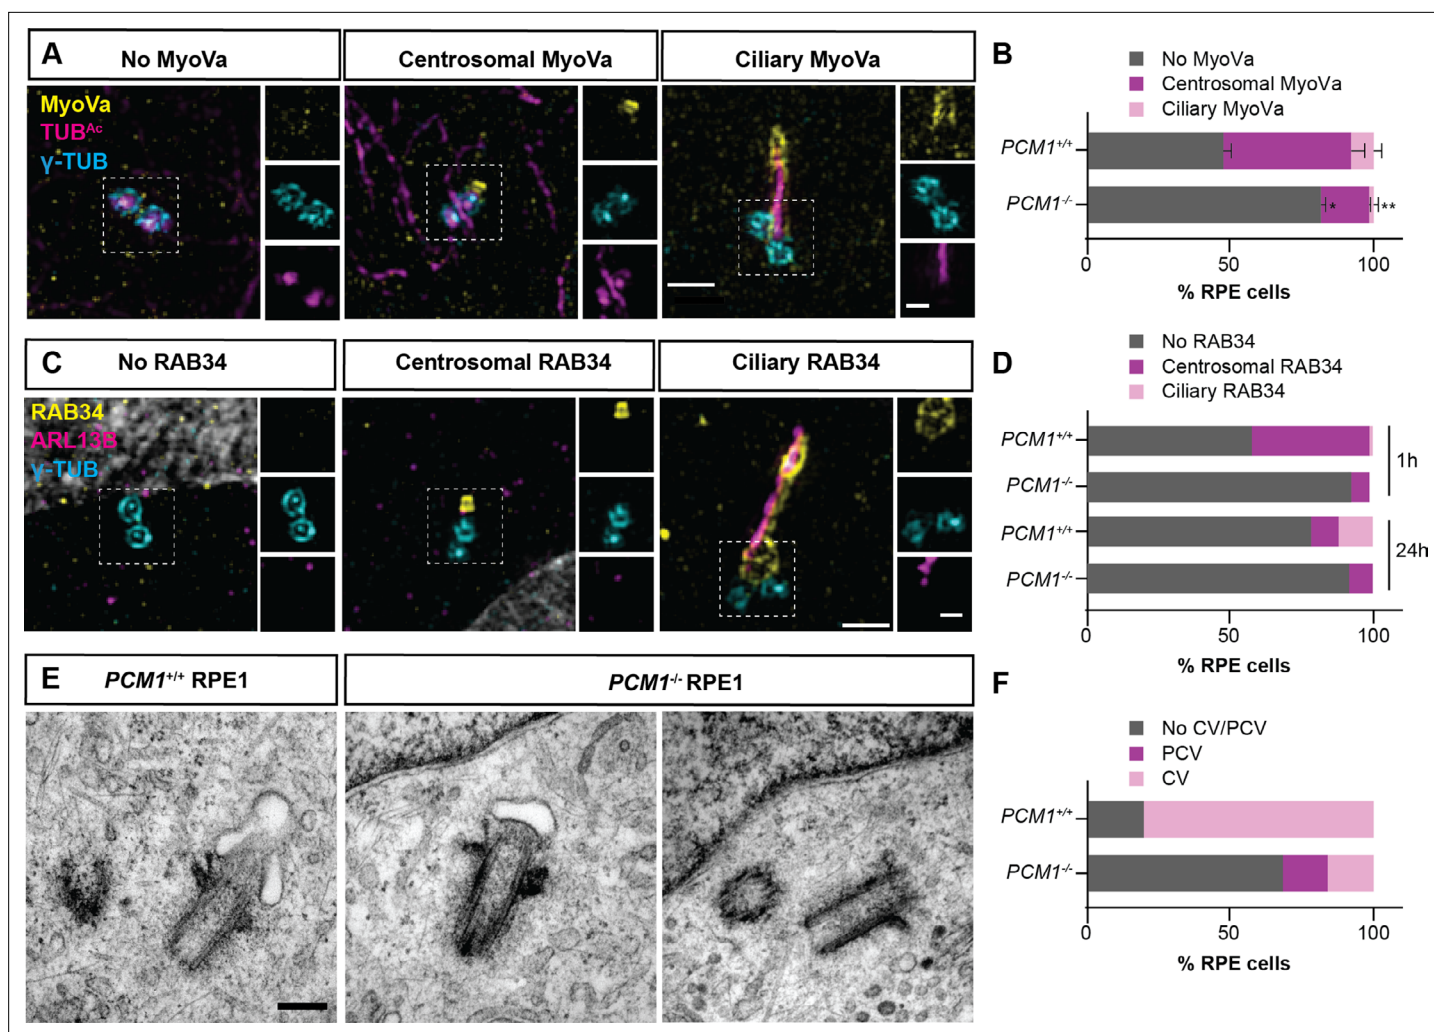 A
No MyoVa
Centrosomal MyoVa
Ciliary MyoVa
MyoVa
TUBᴬᶜ
γ-TUB
B
No MyoVa
Centrosomal MyoVa
Ciliary MyoVa
PCM1⁺/⁺
PCM1⁻/⁻
*
**
0
50
100
% RPE cells
C
No RAB34
Centrosomal RAB34
Ciliary RAB34
RAB34
ARL13B
γ-TUB
D
No RAB34
Centrosomal RAB34
Ciliary RAB34
PCM1⁺/⁺
PCM1⁻/⁻
1h
PCM1⁺/⁺
PCM1⁻/⁻
24h
0
50
100
% RPE cells
E
PCM1⁺/⁺ RPE1
PCM1⁻/⁻ RPE1
F
No CV/PCV
PCV
CV
PCM1⁺/⁺
PCM1⁻/⁻
0
50
100
% RPE cells